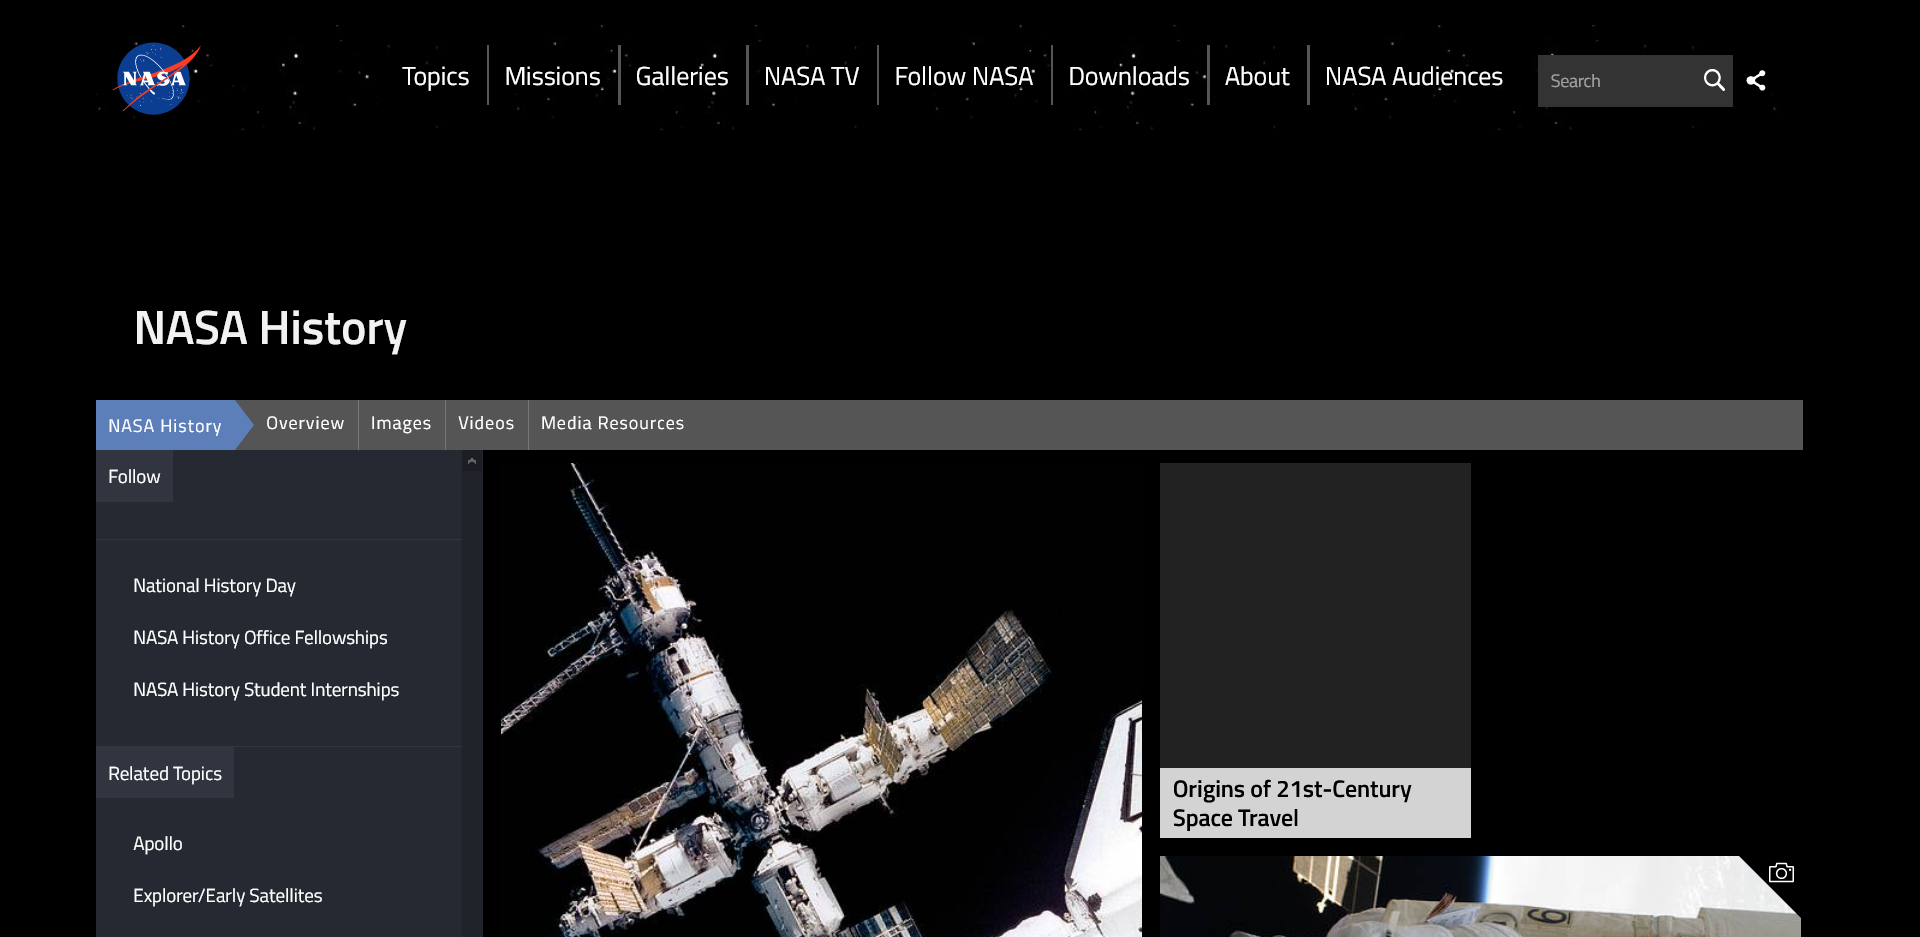 NASA
Topics
Missions
Galleries
NASA TV
Follow NASA
Downloads
About
NASA Audiences
Search
NASA History
NASA History
Overview
Images
Videos
Media Resources
Follow
National History Day
NASA History Office Fellowships
NASA History Student Internships
Related Topics
Apollo
Explorer/Early Satellites
Origins of 21st-Century
Space Travel